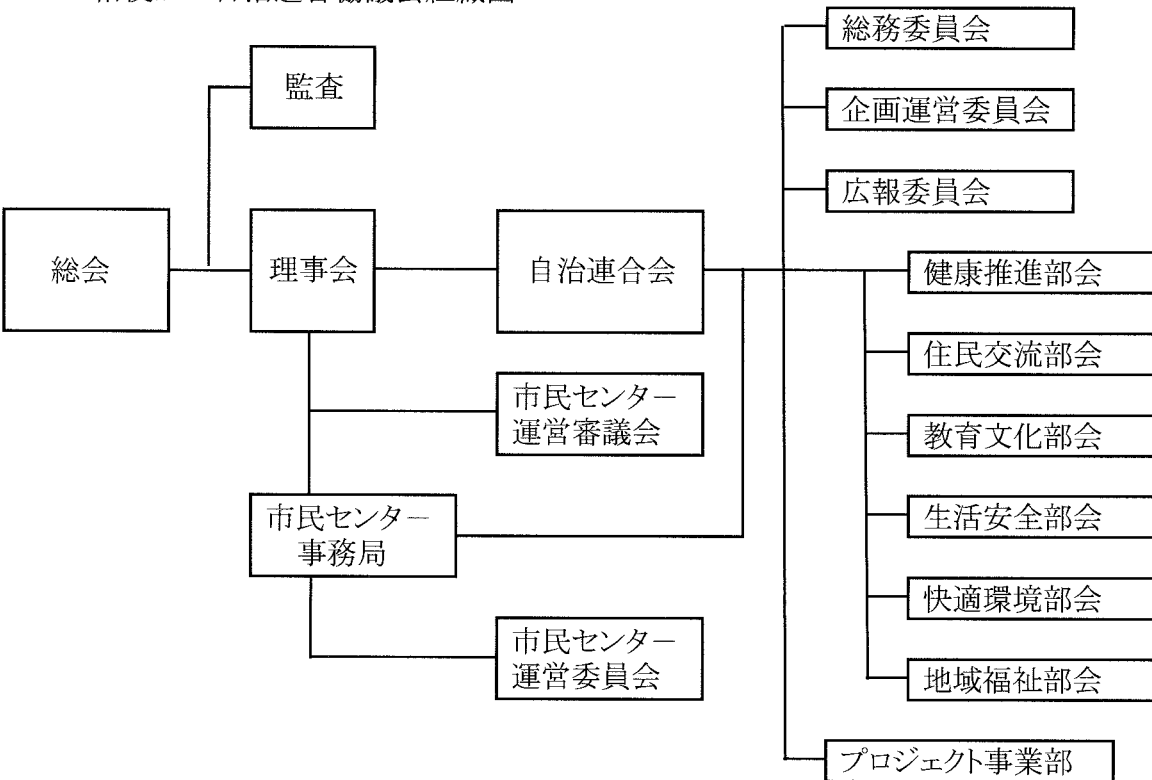 総務委員会
監査
企画運営委員会
広報委員会
総会
理事会
自治連合会
健康推進部会
住民交流部会
市民センター
運営審議会
教育文化部会
市民センター
事務局
生活安全部会
快適環境部会
市民センター
運営委員会
地域福祉部会
プロジェクト事業部